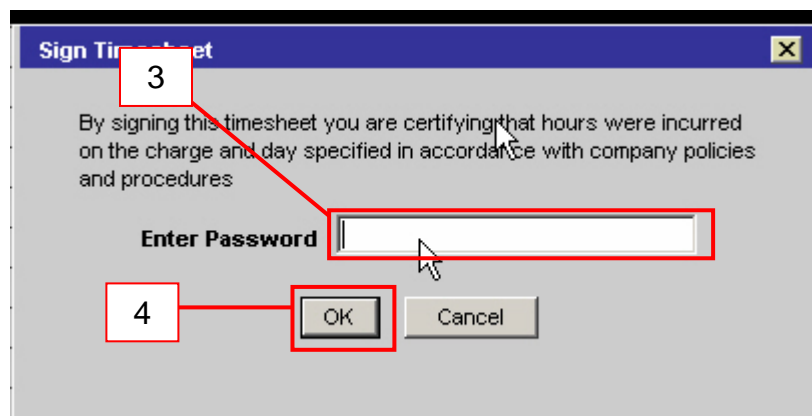 Sign Timesheet
3
By signing this timesheet you are certifying that hours were incurred
on the charge and day specified in accordance with company policies
and procedures
Enter Password
4
OK
Cancel